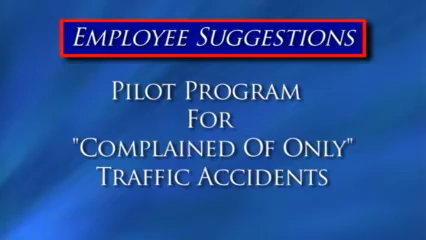 EMPLOYEE SUGGESTIONS
PILOT PROGRAM
FOR
"COMPLAINED OF ONLY"
TRAFFIC ACCIDENTS